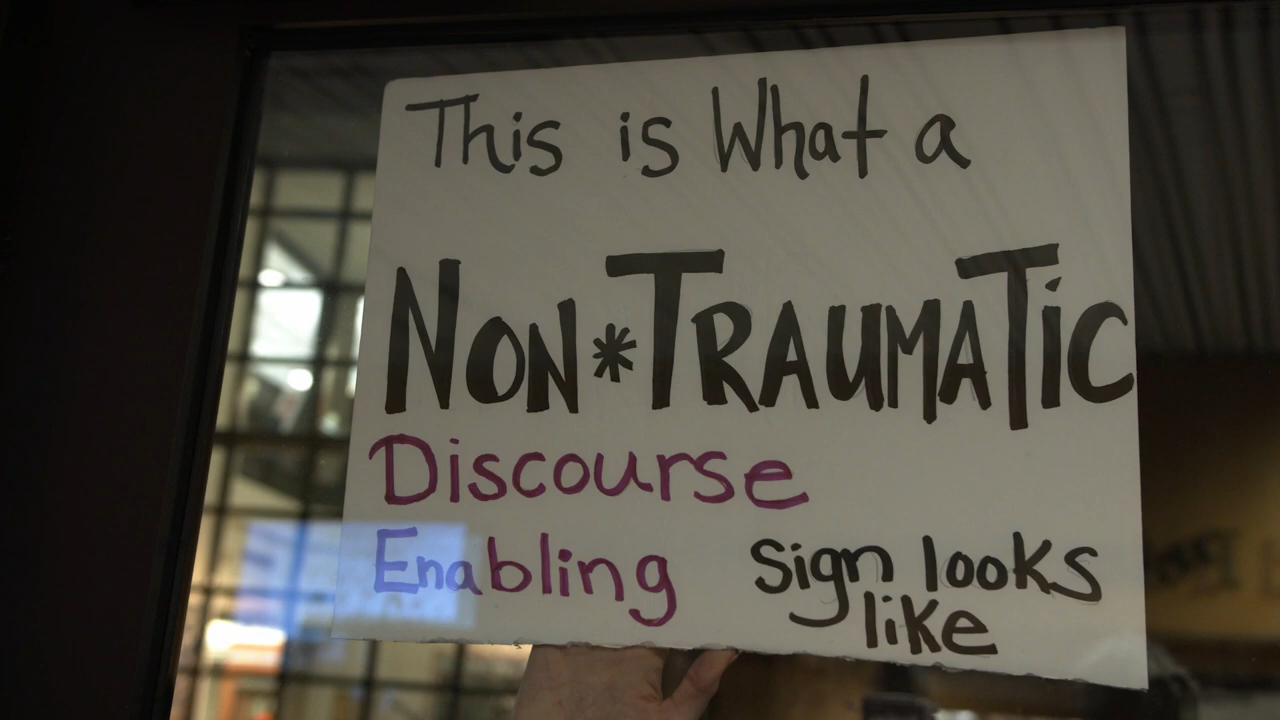 This is What a
NON*TRAUMATiC
Discourse
Enabling Sign looks
like